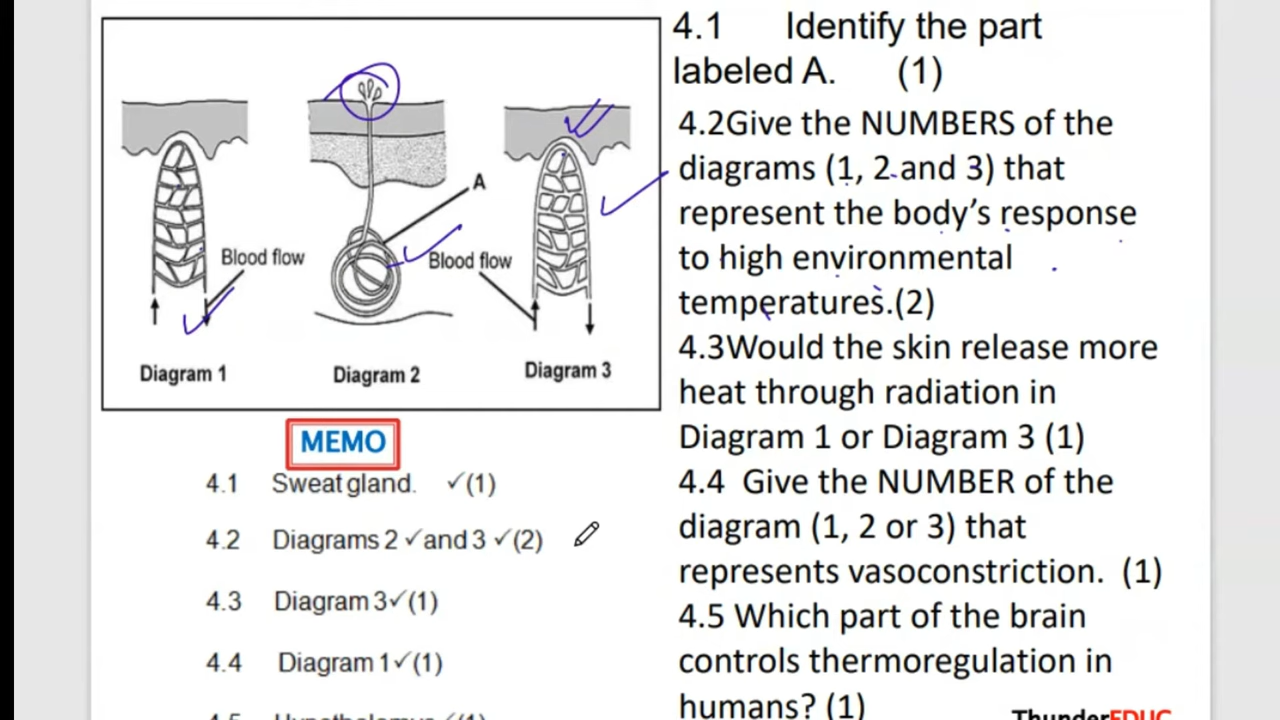 4.1 Identify the part
labeled A. (1)
4.2Give the NUMBERS of the
diagrams (1, 2 and 3) that
represent the body’s response
to high environmental
temperatures.(2)
4.3Would the skin release more
heat through radiation in
Diagram 1 or Diagram 3 (1)
4.4 Give the NUMBER of the
diagram (1, 2 or 3) that
represents vasoconstriction. (1)
4.5 Which part of the brain
controls thermoregulation in
humans? (1)
A
Blood flow
Blood flow
Diagram 1
Diagram 2
Diagram 3
MEMO
4.1 Sweat gland. ✓(1)
4.2 Diagrams 2 ✓and 3 ✓(2)
4.3 Diagram 3✓(1)
4.4 Diagram 1✓(1)
4.5 Hypothalamus ✓(1)
ThunderEDUC